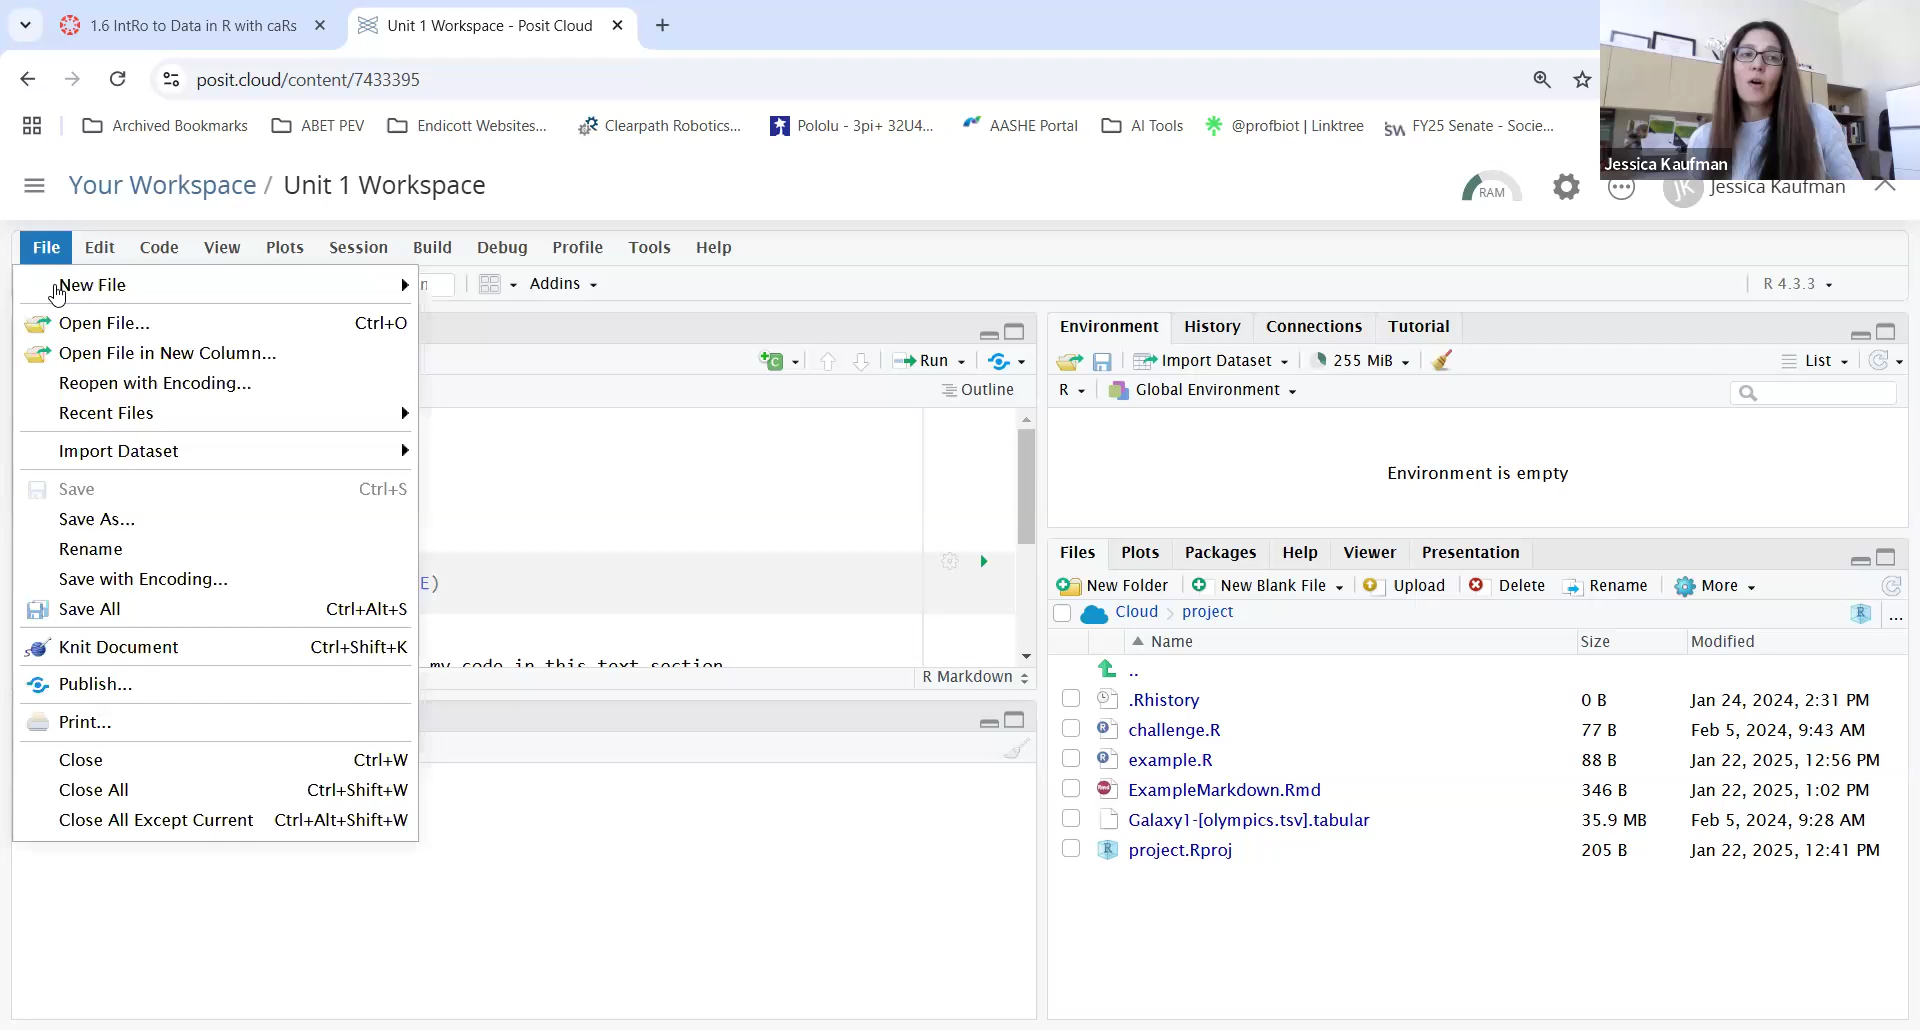 1.6 IntRo to Data in R with caRs
Unit 1 Workspace - Posit Cloud
posit.cloud/content/7433395
Archived Bookmarks
ABET PEV
Endicott Websites...
Clearpath Robotics...
Pololu - 3pi+ 32U4...
AASHE Portal
AI Tools
@profbiot | Linktree
SW FY25 Senate - Socie...
Jessica Kaufman
Your Workspace / Unit 1 Workspace
RAM
JK Jessica Kaufman
File Edit Code View Plots Session Build Debug Profile Tools Help
Addins
R 4.3.3
New File
Open File... Ctrl+O
Open File in New Column...
Reopen with Encoding...
Recent Files
Import Dataset
Save Ctrl+S
Save As...
Rename
Save with Encoding...
Save All Ctrl+Alt+S
Knit Document Ctrl+Shift+K
Publish...
Print...
Close Ctrl+W
Close All Ctrl+Shift+W
Close All Except Current Ctrl+Alt+Shift+W
Run
Outline
E)
my code in this text section
R Markdown
Environment History Connections Tutorial
Import Dataset 255 MiB List
R Global Environment
Environment is empty
Files Plots Packages Help Viewer Presentation
New Folder New Blank File Upload Delete Rename More
Cloud > project ...
Name Size Modified
..
.Rhistory 0 B Jan 24, 2024, 2:31 PM
challenge.R 77 B Feb 5, 2024, 9:43 AM
example.R 88 B Jan 22, 2025, 12:56 PM
ExampleMarkdown.Rmd 346 B Jan 22, 2025, 1:02 PM
Galaxy1-[olympics.tsv].tabular 35.9 MB Feb 5, 2024, 9:28 AM
project.Rproj 205 B Jan 22, 2025, 12:41 PM